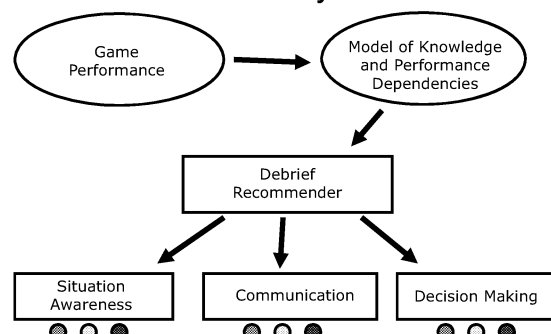 Game
Performance
Model of Knowledge
and Performance
Dependencies
Debrief
Recommender
Situation
Awareness
Communication
Decision Making